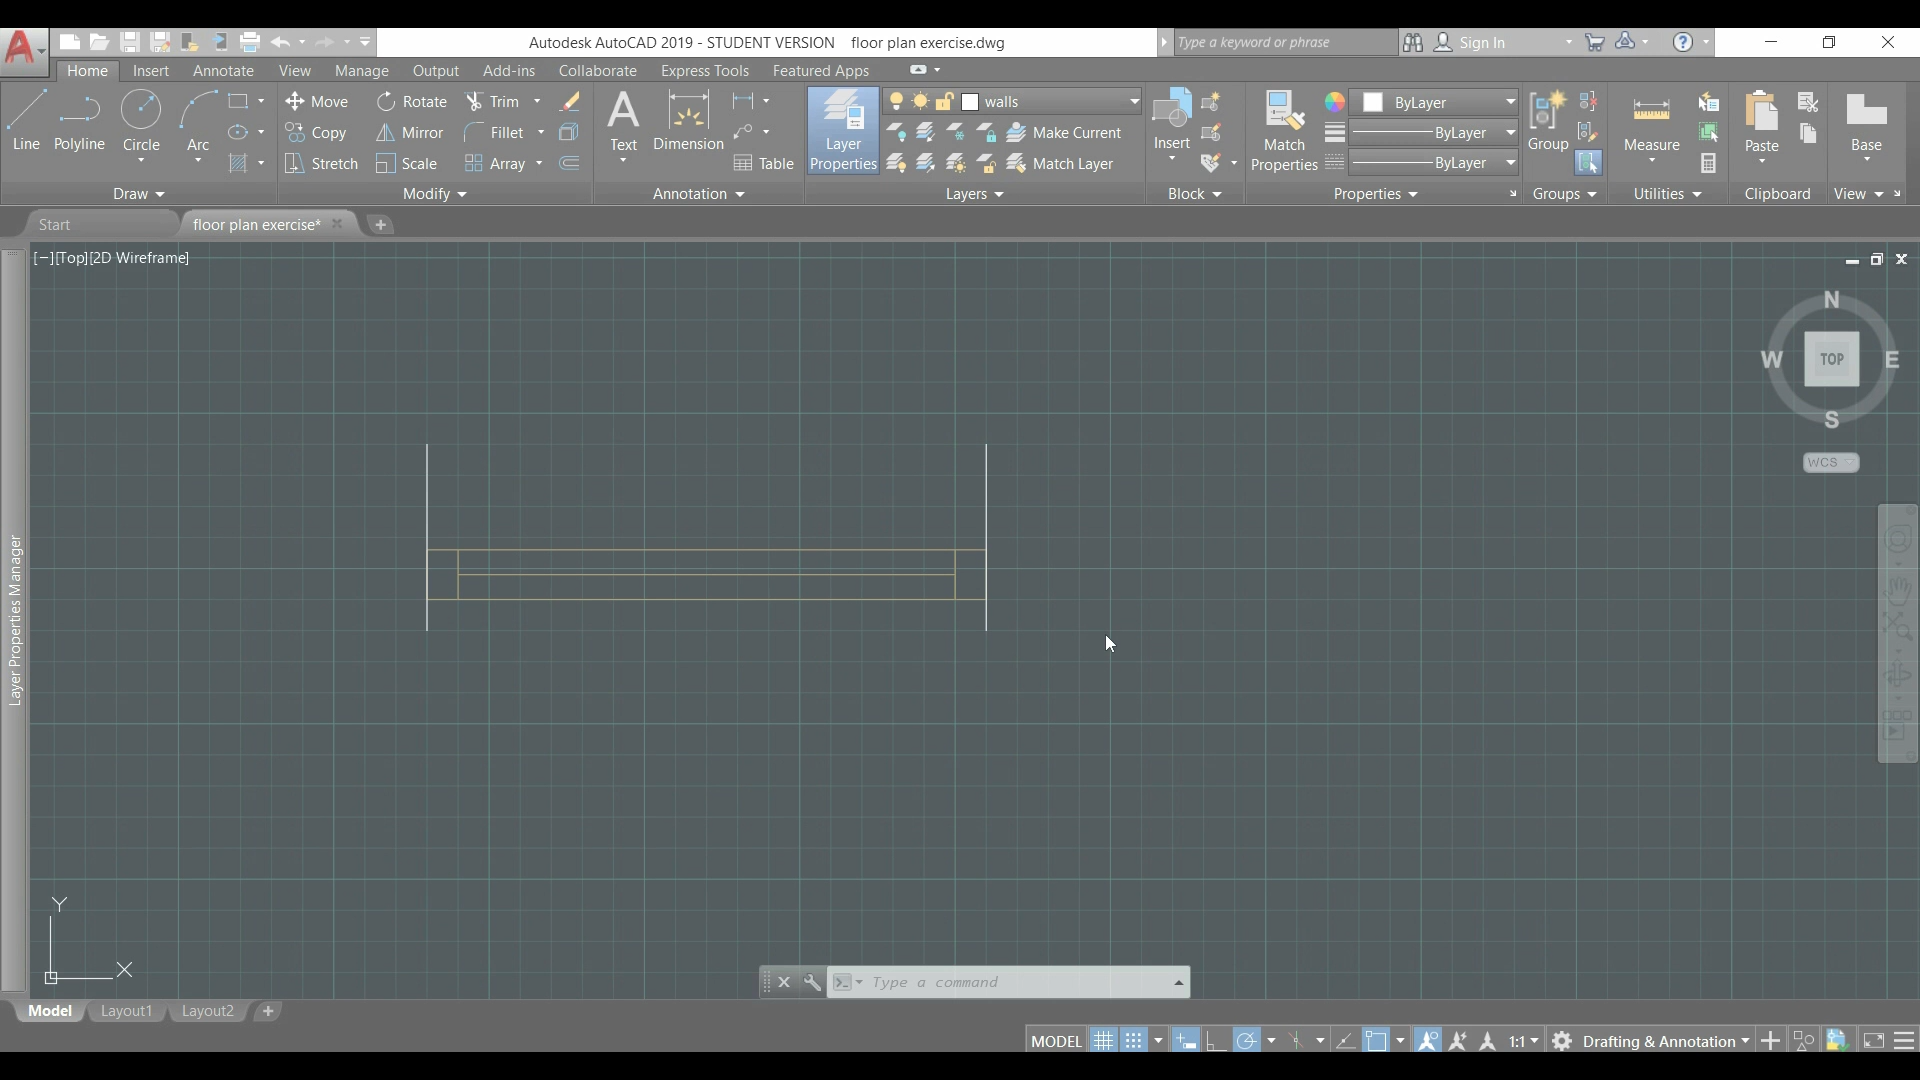 Autodesk AutoCAD 2019 - STUDENT VERSION floor plan exercise.dwg
Type a keyword or phrase
Sign In
Home Insert Annotate View Manage Output Add-ins Collaborate Express Tools Featured Apps
Line Polyline Circle Arc
Move Rotate Trim
Copy Mirror Fillet
Stretch Scale Array
Text Dimension Table
Layer Properties
walls
Make Current
Match Layer
Insert
Match Properties
ByLayer
ByLayer
ByLayer
Group Measure Paste Base
Draw Modify Annotation Layers Block Properties Groups Utilities Clipboard View
Start floor plan exercise*
[−][Top][2D Wireframe]
N
W TOP E
S
WCS
Layer Properties Manager
Y
X
Type a command
Model Layout1 Layout2
MODEL 1:1 Drafting & Annotation